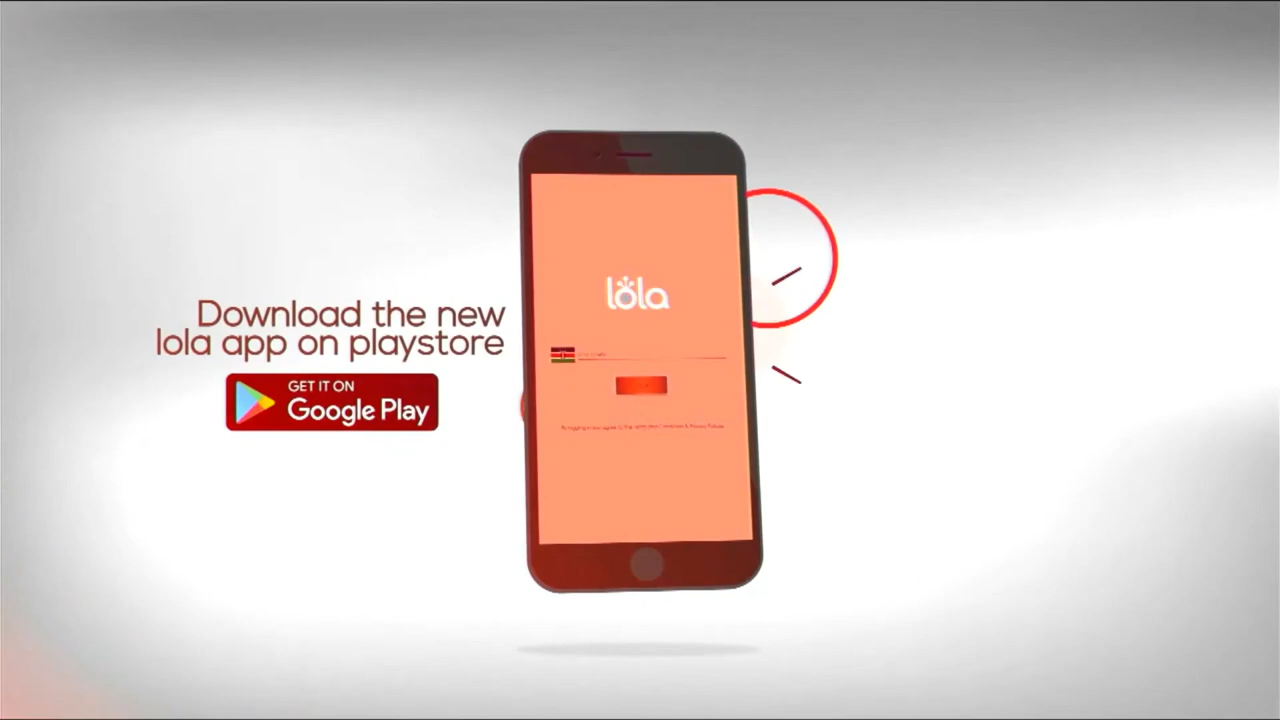 Download the new
lola app on playstore
GET IT ON
Google Play
lola